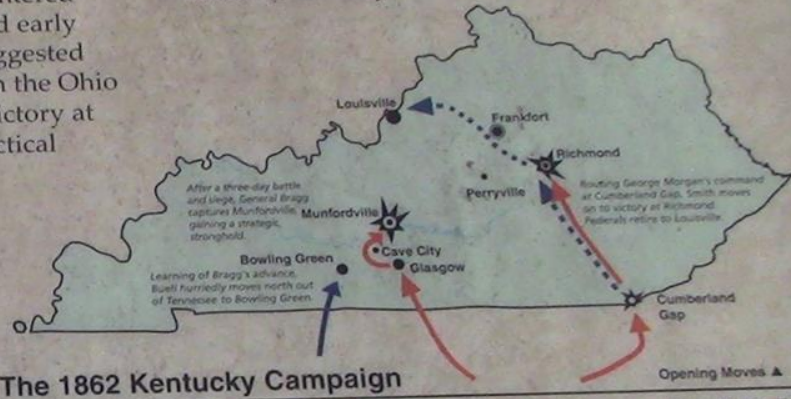 d early
ggested
n the Ohio
ictory at
ctical
Louisville
Frankfort
Richmond
Perryville
After a three-day battle
and siege, General Bragg
captures Munfordville,
gaining a strategic
stronghold.
Munfordville
Routing George Morgan's command
at Cumberland Gap, Smith moves
on to victory at Richmond.
Federals retire to Louisville.
Cave City
Bowling Green
Glasgow
Learning of Bragg's advance,
Buell hurriedly moves north out
of Tennessee to Bowling Green.
Cumberland
Gap
The 1862 Kentucky Campaign
Opening Moves ▲